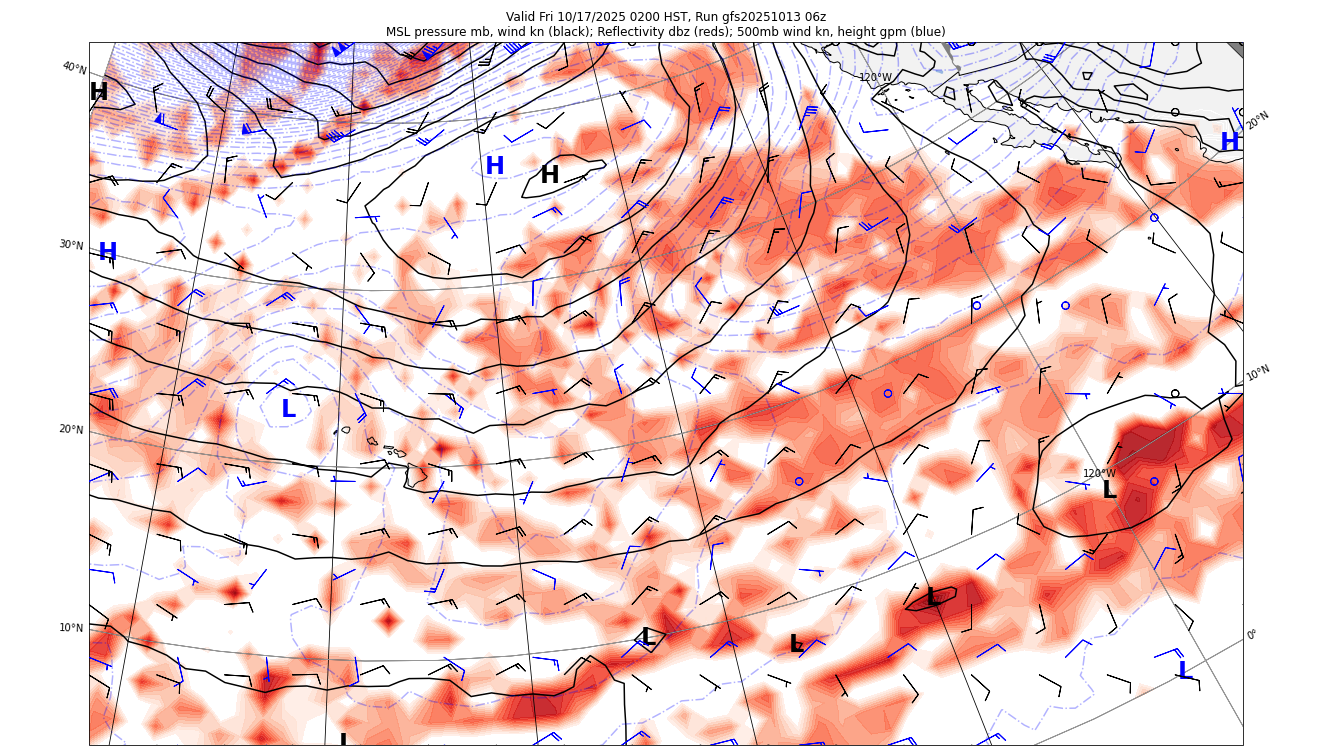 Valid Fri 10/17/2025 0200 HST, Run gfs20251013 06z
MSL pressure mb, wind kn (black); Reflectivity dbz (reds); 500mb wind kn, height gpm (blue)
40°N
120°W
H
20°N
H
H
H
30°N
H
10°N
L
20°N
120°W
L
L
10°N
L
L
0°
L
L